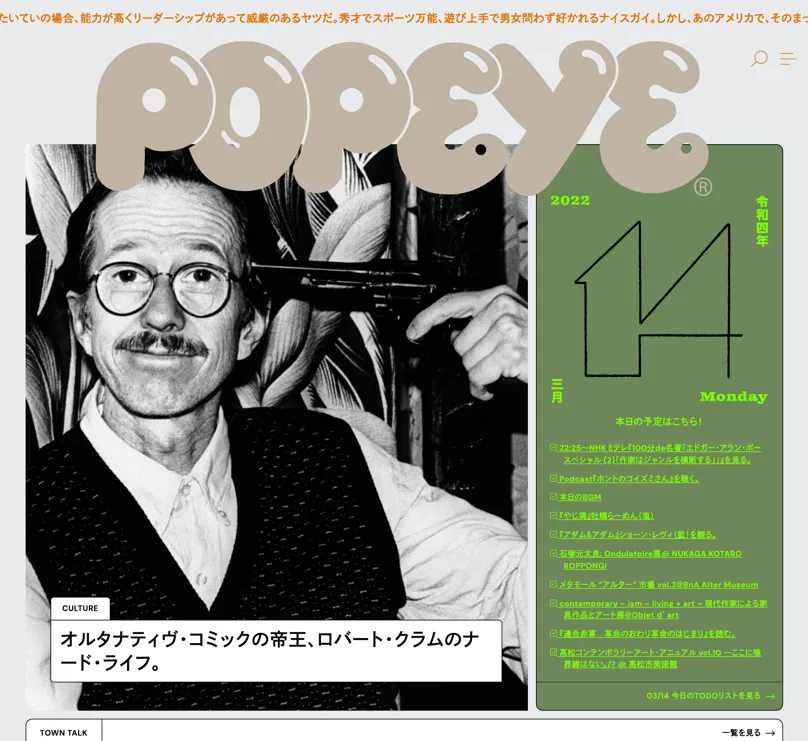 たいていの場合、能力が高くリーダーシップがあって威厳のあるヤツだ。秀才でスポーツ万能、遊び上手で男女問わず好かれるナイスガイ。しかし、あのアメリカで、そのまっ
POPEYE®
2022
令和四年
14
三月
Monday
本日の予定はこちら!
22:25〜NHK Eテレ『100分de名著「エドガー・アラン・ポー
スペシャル (2)「作家はジャンルを横断する」」』を見る。
Podcast『ホントのコイズミさん』を聴く。
本日のBGM
『やじ満』牡蠣らーめん(塩)
『アダム&アダム』ショーン・レヴィ(監)を観る。
石塚元太良: Ondulatoire展@ NUKAGA KOTARO
ROPPONGI
メタモール “アルター” 市場 vol.3@BnA Alter Museum
contemporary – ism – living + art – 現代作家による家
具作品とアート展@Objet d' art
『連合赤軍 革命のおわり革命のはじまり』を読む。
高松コンテンポラリーアート・アニュアル vol.10 ーここに境
界線はない。/? @ 高松市美術館
03/14 今日のTODOリストを見る →
CULTURE
オルタナティヴ・コミックの帝王、ロバート・クラムのナ
ード・ライフ。
TOWN TALK
一覧を見る →